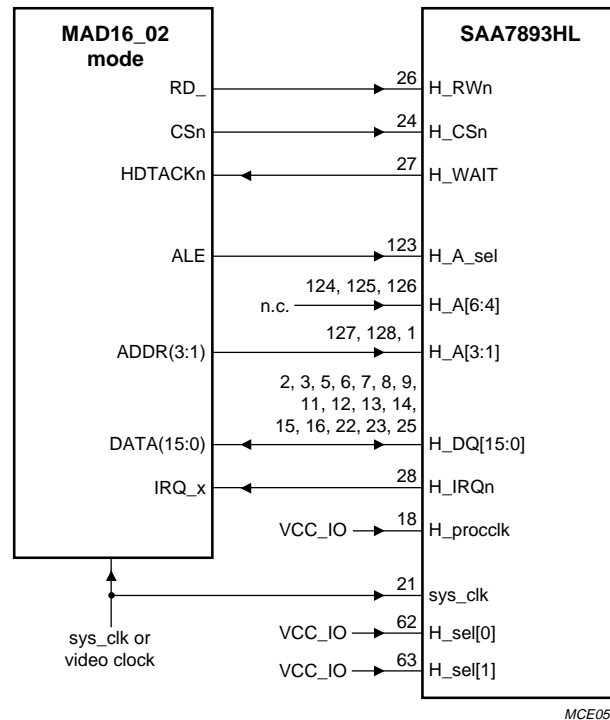 MAD16_02
mode
SAA7893HL
RD_
26
H_RWn
CSn
24
H_CSn
HDTACKn
27
H_WAIT
ALE
123
H_A_sel
124, 125, 126
n.c.
H_A[6:4]
127, 128, 1
ADDR(3:1)
H_A[3:1]
2, 3, 5, 6, 7, 8, 9,
11, 12, 13, 14,
15, 16, 22, 23, 25
DATA(15:0)
H_DQ[15:0]
IRQ_x
28
H_IRQn
VCC_IO
18
H_procclk
21
sys_clk
sys_clk or
video clock
VCC_IO
62
H_sel[0]
VCC_IO
63
H_sel[1]
MCE05